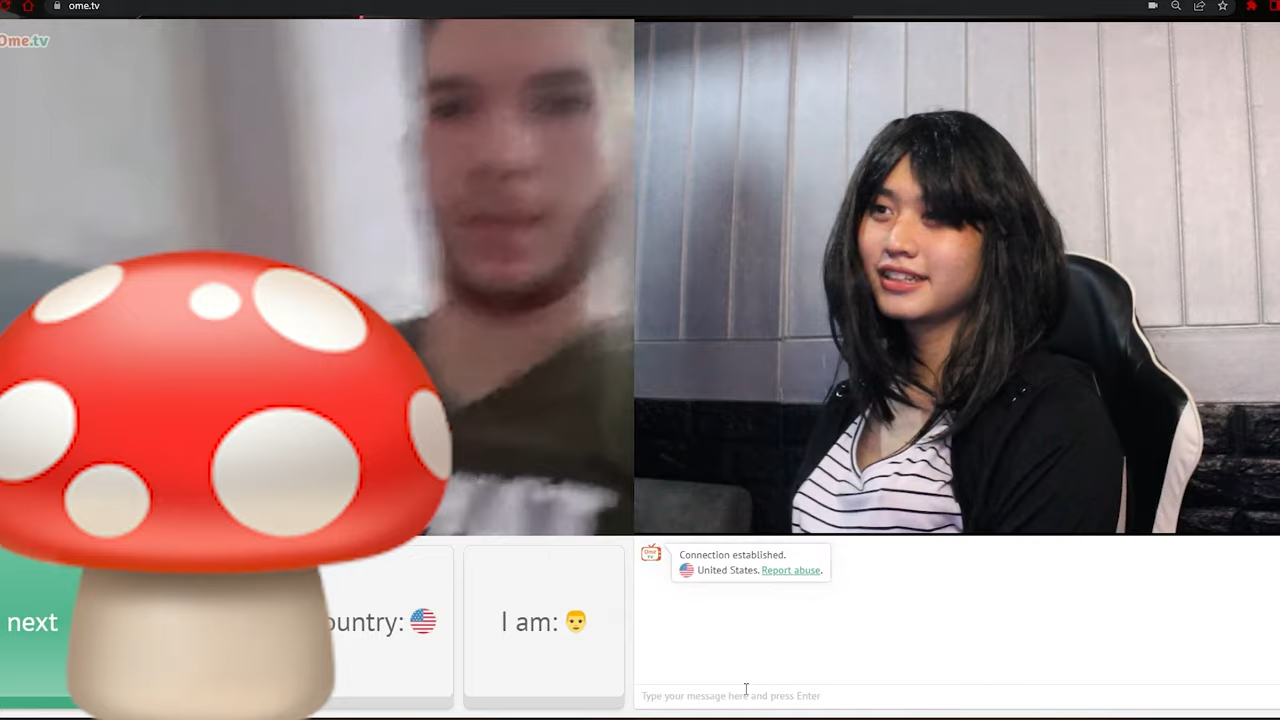 ome.tv
Ome.tv
Connection established.
United States. Report abuse.
next
ountry:
I am:
Type your message here and press Enter